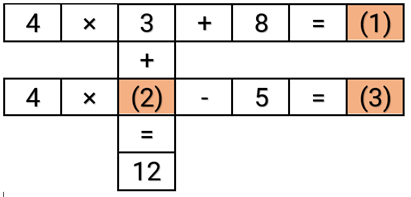 4 × 3 + 8 = (1)
+
4 × (2) - 5 = (3)
=
12